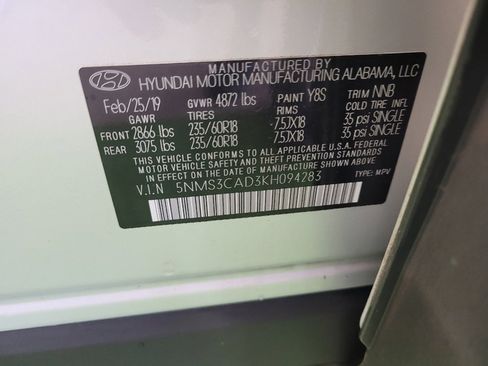 MANUFACTURED BY
HYUNDAI MOTOR MANUFACTURING ALABAMA, LLC
Feb/25/19 GVWR 4872 lbs PAINT Y8S TRIM NNB
GAWR TIRES RIMS COLD TIRE INFL
FRONT 2866 lbs 235/60R18 -7.5JX18 35 psi SINGLE
REAR 3075 lbs 235/60R18 -7.5JX18 35 psi SINGLE
THIS VEHICLE CONFORMS TO ALL APPLICABLE U.S.A. FEDERAL
MOTOR VEHICLE SAFETY, BUMPER, AND THEFT PREVENTION
STANDARDS IN EFFECT ON THE DATE OF MANUFACTURE SHOWN ABOVE.
V.I.N 5NMS3CAD3KH094283 TYPE: MPV